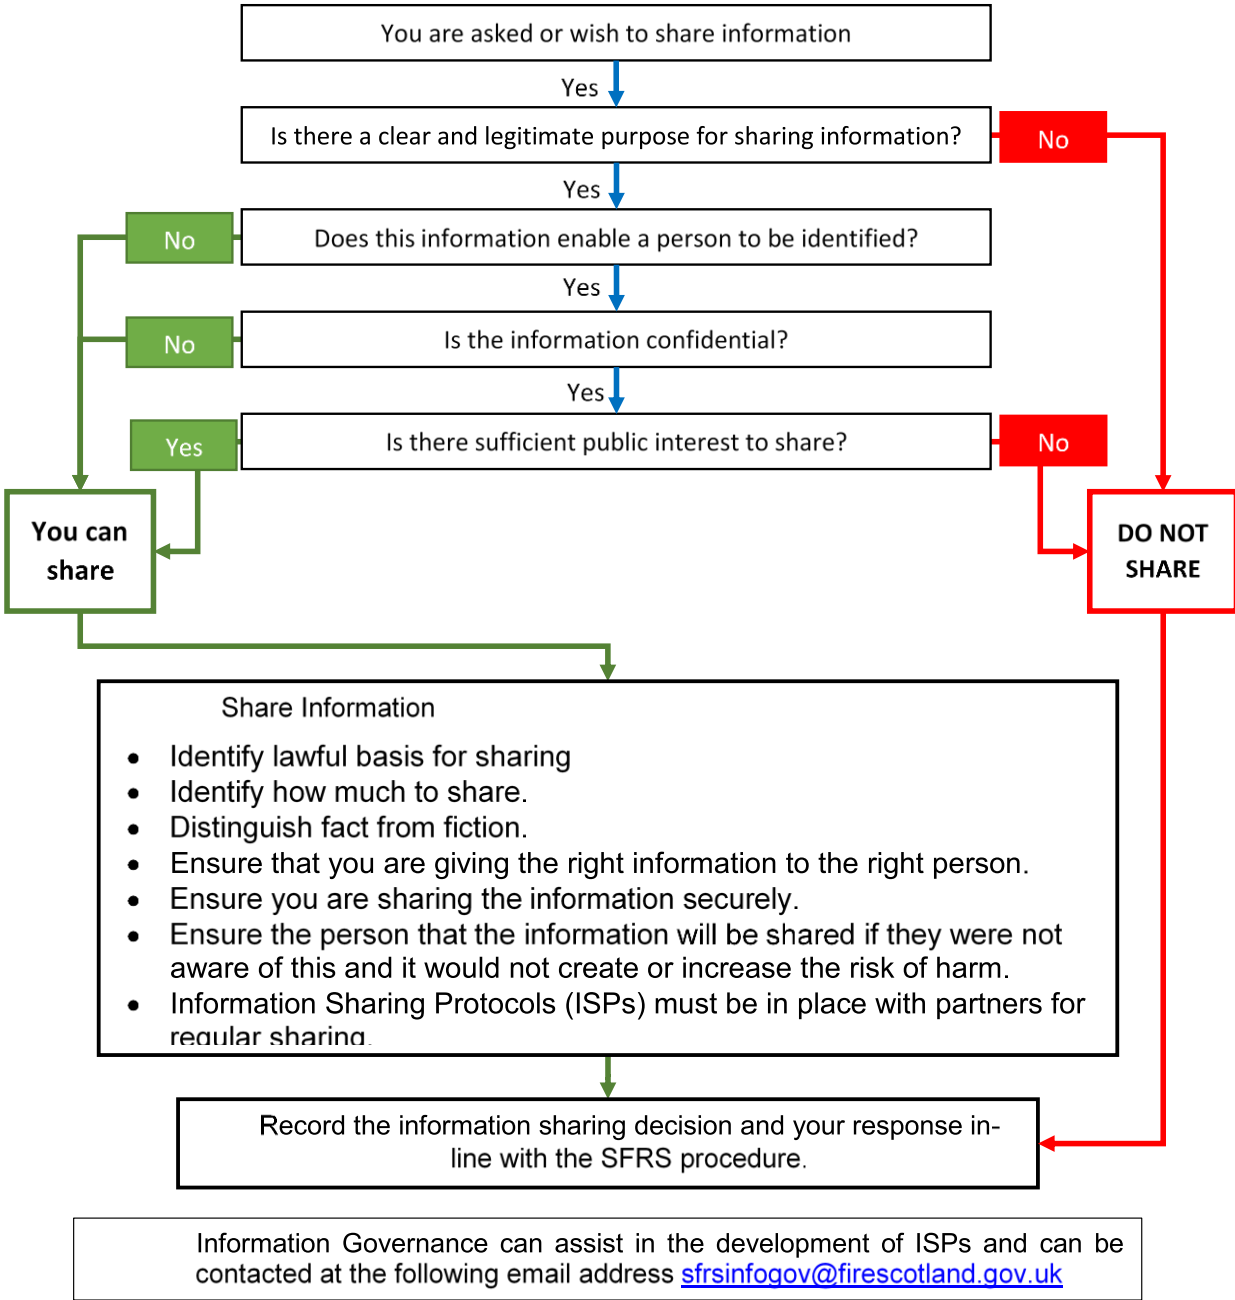 You are asked or wish to share information
Yes
Is there a clear and legitimate purpose for sharing information?
No
Yes
No
Does this information enable a person to be identified?
Yes
No
Is the information confidential?
Yes
Yes
Is there sufficient public interest to share?
No
You can
share
DO NOT
SHARE
Share Information
• Identify lawful basis for sharing
• Identify how much to share.
• Distinguish fact from fiction.
• Ensure that you are giving the right information to the right person.
• Ensure you are sharing the information securely.
• Ensure the person that the information will be shared if they were not
aware of this and it would not create or increase the risk of harm.
• Information Sharing Protocols (ISPs) must be in place with partners for
regular sharing.
Record the information sharing decision and your response in-
line with the SFRS procedure.
Information Governance can assist in the development of ISPs and can be
contacted at the following email address sfrsinfogov@firescotland.gov.uk